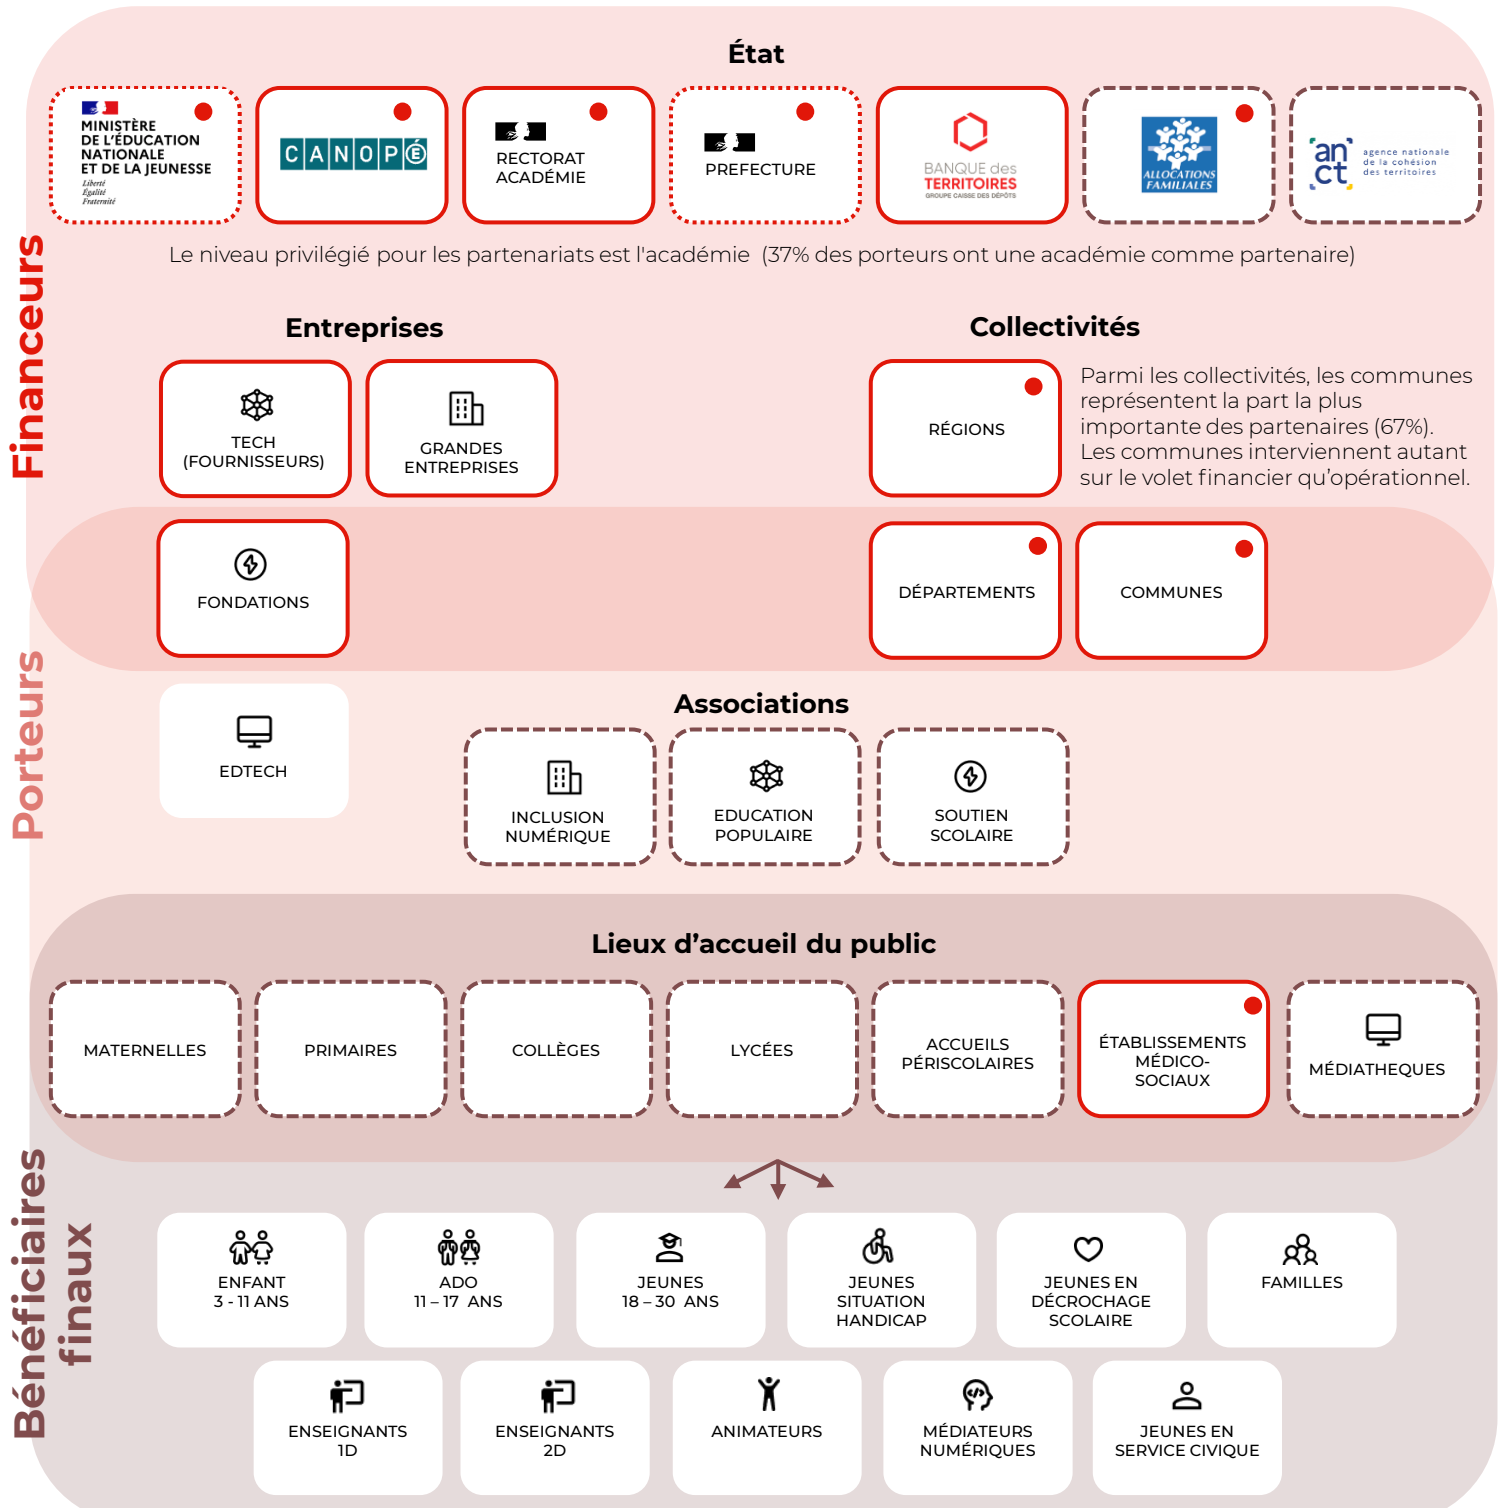 État
MINISTÈRE
DE L'ÉDUCATION
NATIONALE
ET DE LA JEUNESSE
Liberté
Égalité
Fraternité
CANOPÉ
RECTORAT
ACADÉMIE
PREFECTURE
BANQUE des
TERRITOIRES
GROUPE CAISSE DES DÉPÔTS
ALLOCATIONS
FAMILIALES
anct
agence nationale
de la cohésion
des territoires
Le niveau privilégié pour les partenariats est l'académie (37% des porteurs ont une académie comme partenaire)
Financeurs
Entreprises
Collectivités
TECH
(FOURNISSEURS)
GRANDES
ENTREPRISES
RÉGIONS
Parmi les collectivités, les communes
représentent la part la plus
importante des partenaires (67%).
Les communes interviennent autant
sur le volet financier qu’opérationnel.
FONDATIONS
DÉPARTEMENTS
COMMUNES
Porteurs
EDTECH
Associations
INCLUSION
NUMÉRIQUE
EDUCATION
POPULAIRE
SOUTIEN
SCOLAIRE
Lieux d’accueil du public
MATERNELLES
PRIMAIRES
COLLÈGES
LYCÉES
ACCUEILS
PÉRISCOLAIRES
ÉTABLISSEMENTS
MÉDICO-
SOCIAUX
MÉDIATHEQUES
Bénéficiaires
finaux
ENFANT
3 - 11 ANS
ADO
11 – 17 ANS
JEUNES
18 – 30 ANS
JEUNES
SITUATION
HANDICAP
JEUNES EN
DÉCROCHAGE
SCOLAIRE
FAMILLES
ENSEIGNANTS
1D
ENSEIGNANTS
2D
ANIMATEURS
MÉDIATEURS
NUMÉRIQUES
JEUNES EN
SERVICE CIVIQUE